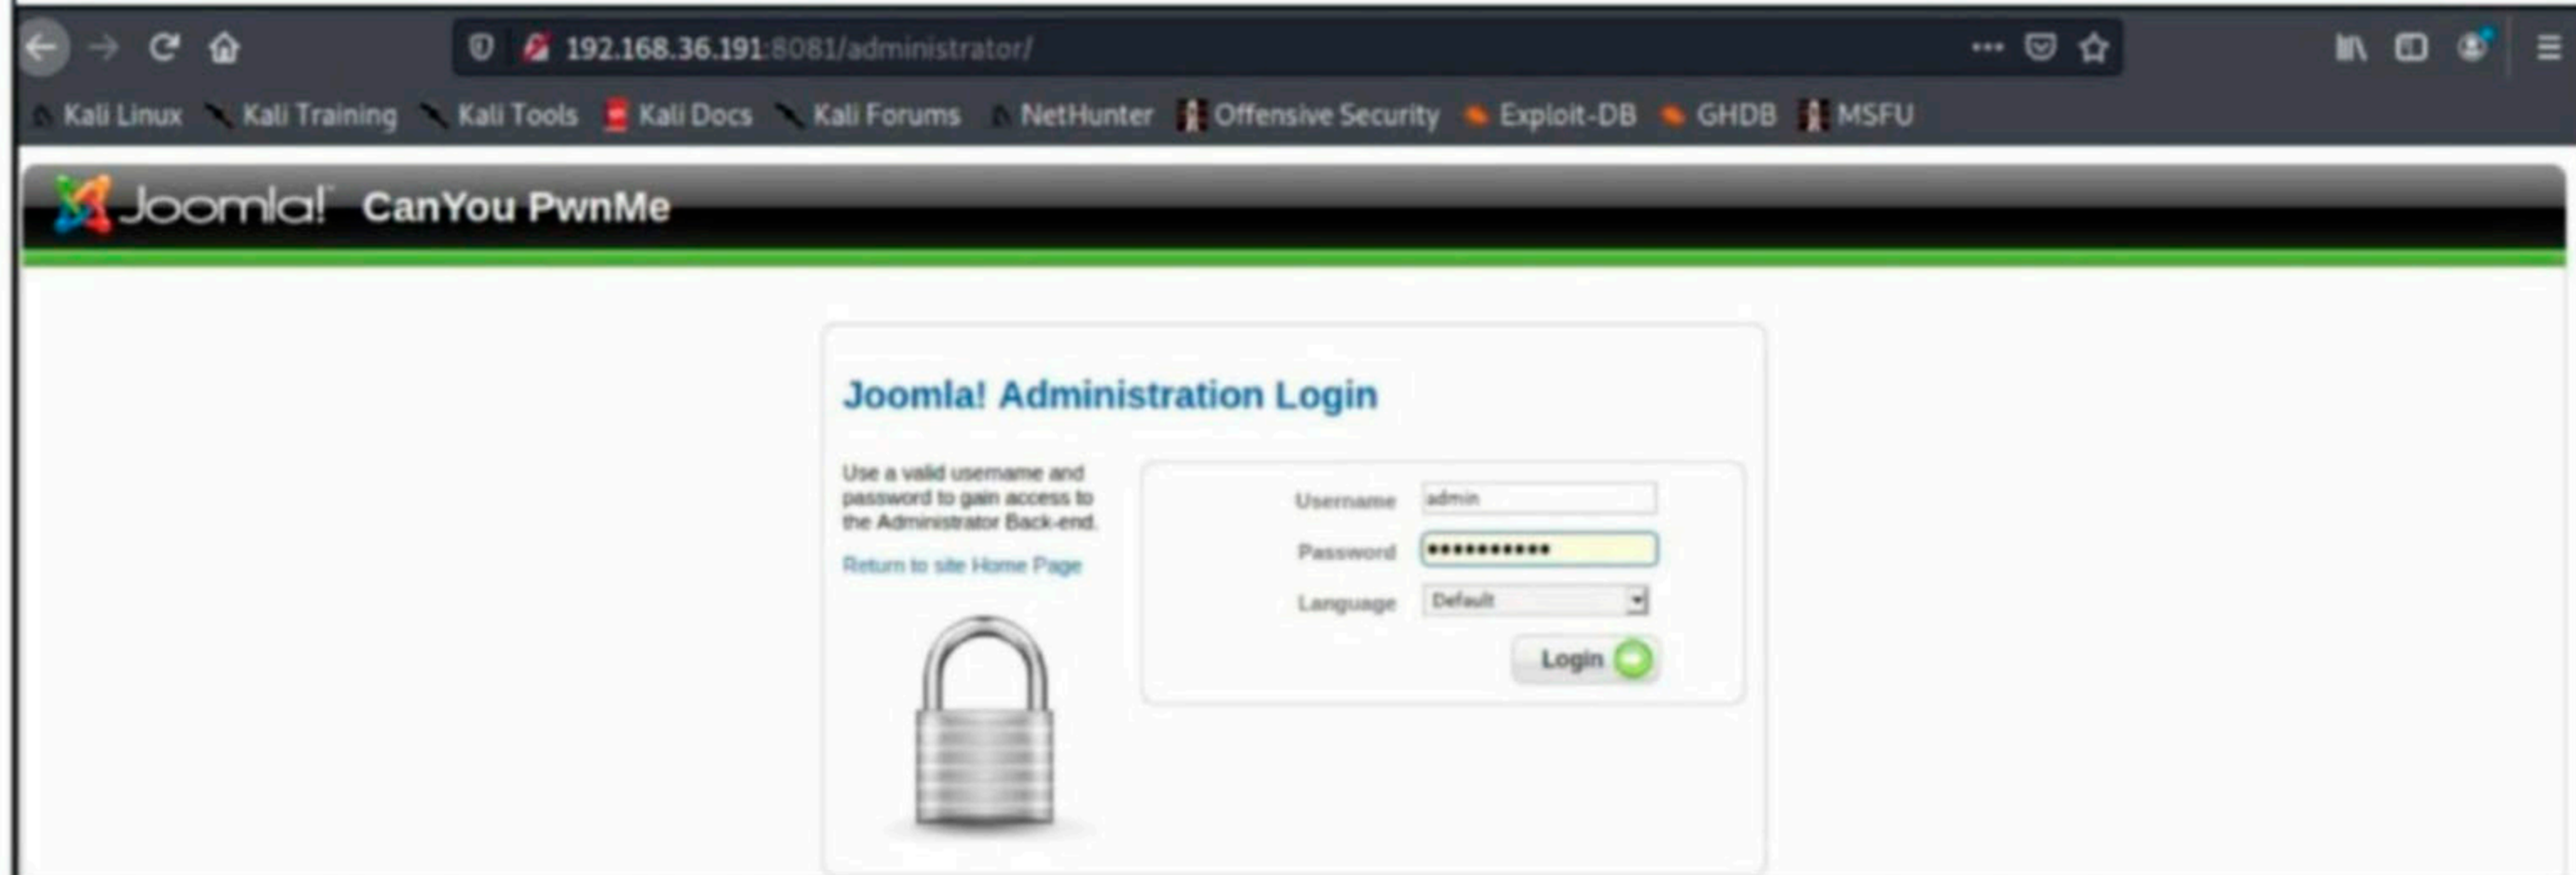 192.168.36.191:8081/administrator/
Kali Linux Kali Training Kali Tools Kali Docs Kali Forums NetHunter Offensive Security Exploit-DB GHDB MSFU
Joomla! CanYou PwnMe
Joomla! Administration Login
Use a valid username and
password to gain access to
the Administrator Back-end.
Return to site Home Page
Username admin
Password ••••••••••
Language Default
Login